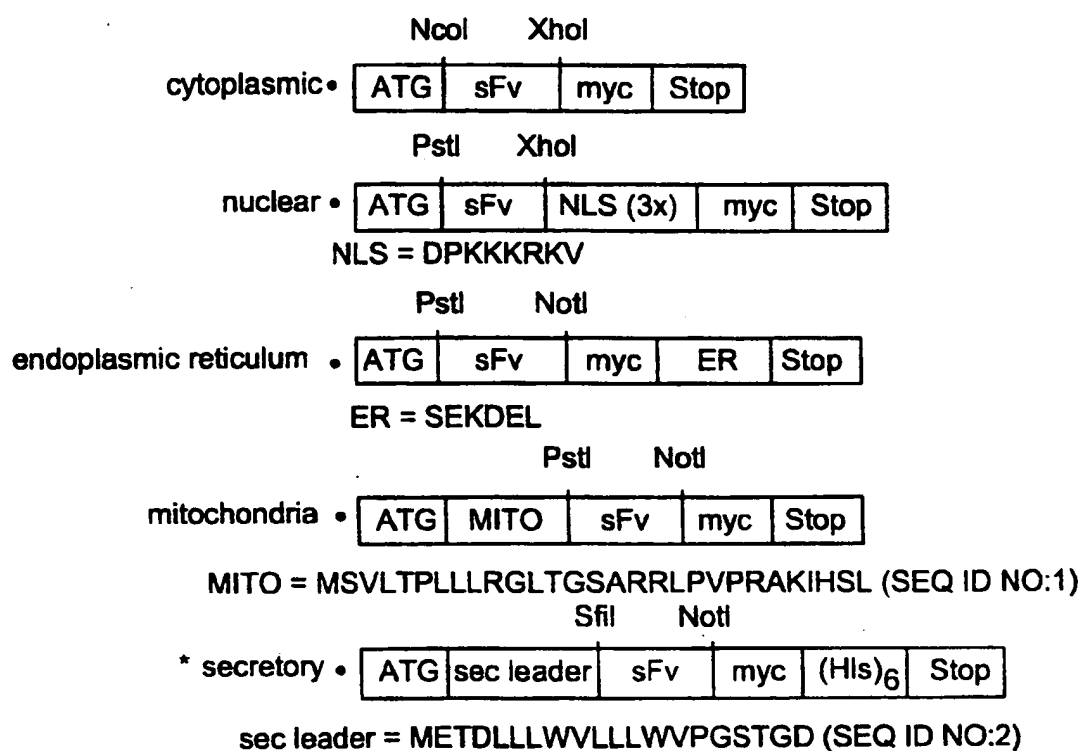 NcoI XhoI
cytoplasmic • ATG sFv myc Stop
PstI XhoI
nuclear • ATG sFv NLS (3x) myc Stop
NLS = DPKKKRKV
PstI NotI
endoplasmic reticulum • ATG sFv myc ER Stop
ER = SEKDEL
PstI NotI
mitochondria • ATG MITO sFv myc Stop
MITO = MSVLTPLLLRGLTGSARRLPVPRAKIHSL (SEQ ID NO:1)
SfiI NotI
* secretory • ATG sec leader sFv myc (HIs)6 Stop
sec leader = METDLLLWVLLLWVPGSTGD (SEQ ID NO:2)